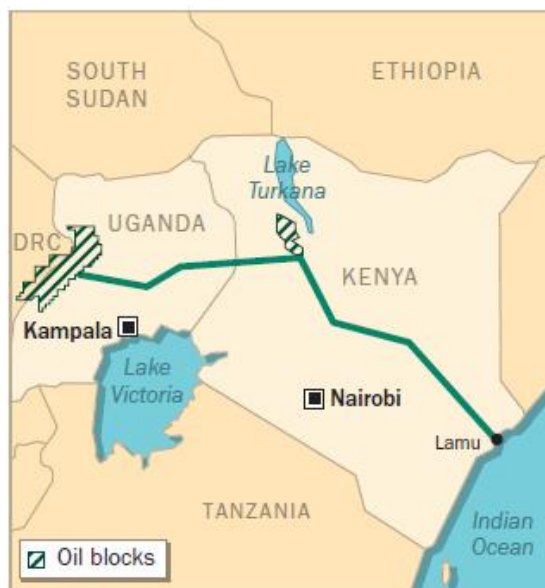 SOUTH
SUDAN
ETHIOPIA
Lake
Turkana
UGANDA
DRC
KENYA
Kampala
Lake
Victoria
Nairobi
Lamu
TANZANIA
Indian
Ocean
Oil blocks